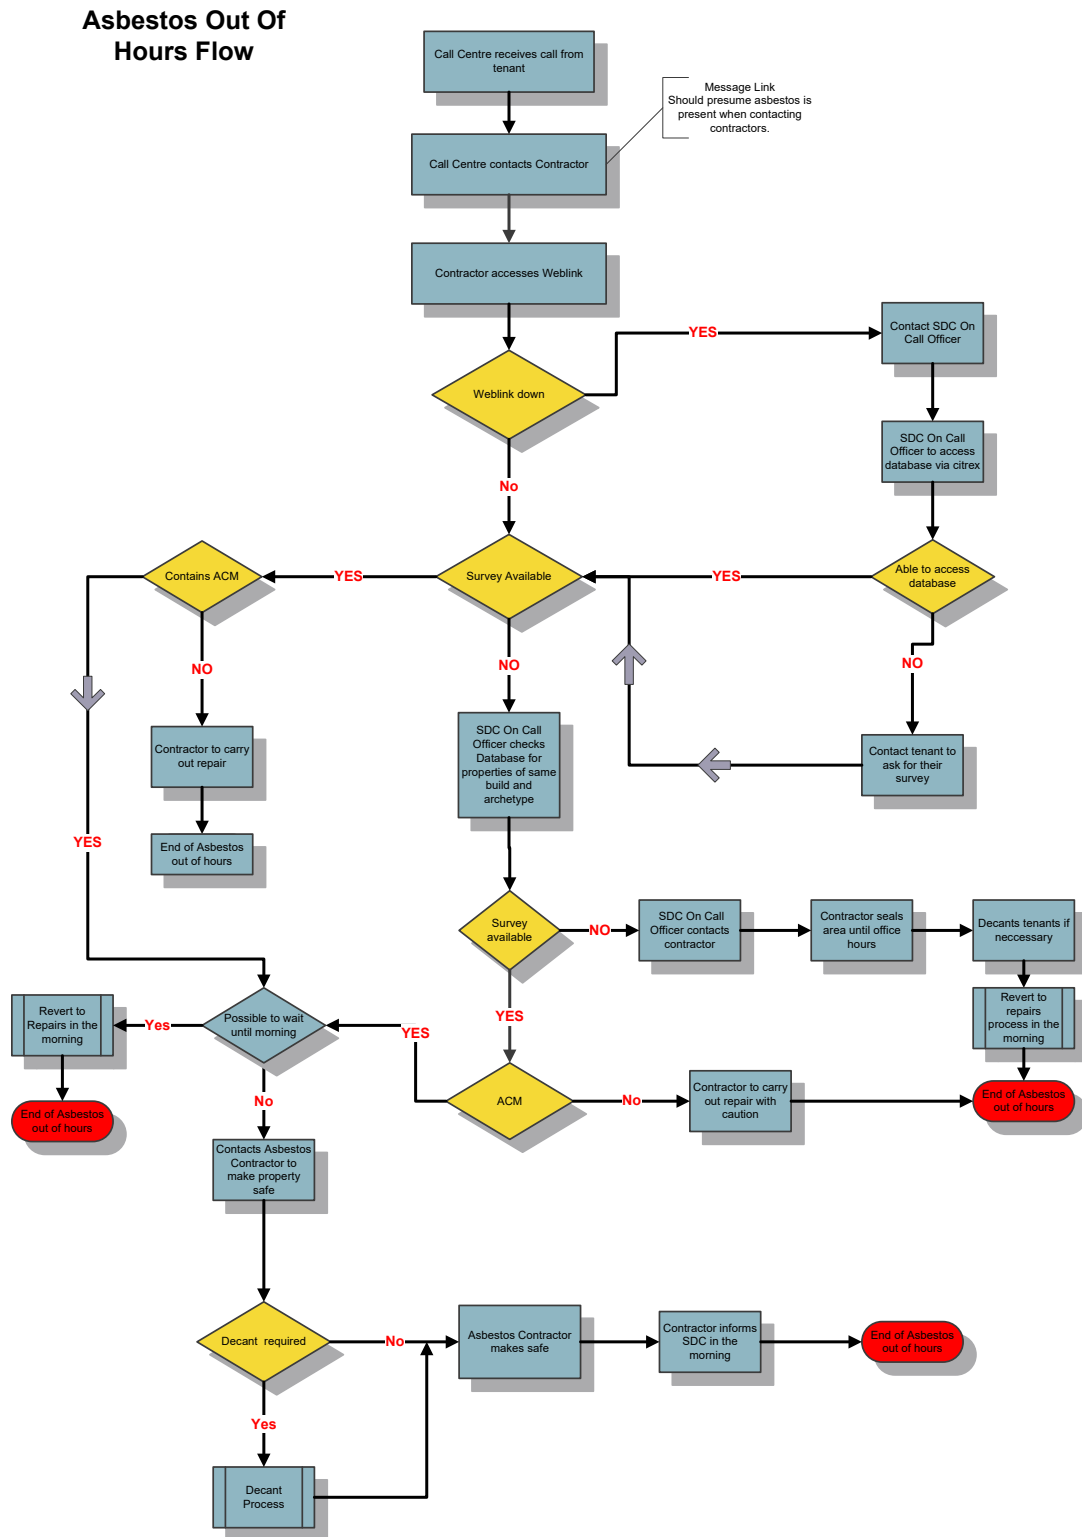 Asbestos Out Of
Hours Flow
Call Centre receives call from
tenant
Message Link
Should presume asbestos is
present when contacting
contractors.
Call Centre contacts Contractor
Contractor accesses Weblink
YES
Contact SDC On
Call Officer
Weblink down
SDC On Call
Officer to access
database via citrex
No
Contains ACM
YES
Survey Available
YES
Able to access
database
NO
NO
NO
SDC On Call
Officer checks
Database for
properties of same
build and
archetype
Contractor to carry
out repair
Contact tenant to
ask for their
survey
YES
End of Asbestos
out of hours
Survey
available
NO
SDC On Call
Officer contacts
contractor
Contractor seals
area until office
hours
Decants tenants if
neccessary
Revert to
Repairs in the
morning
Yes
Possible to wait
until morning
YES
YES
Revert to
repairs
process in the
morning
End of Asbestos
out of hours
No
ACM
No
Contractor to carry
out repair with
caution
End of Asbestos
out of hours
Contacts Asbestos
Contractor to
make property
safe
Decant required
No
Asbestos Contractor
makes safe
Contractor informs
SDC in the
morning
End of Asbestos
out of hours
Yes
Decant
Process